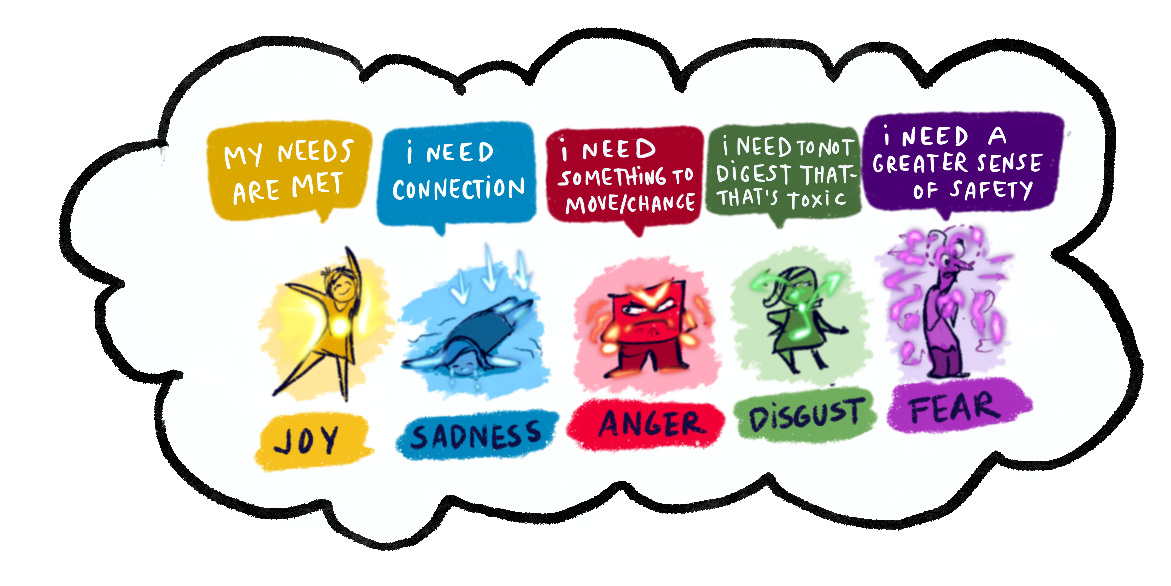 MY NEEDS
ARE MET
i NEED
CONNECTION
i NEED
SOMETHING TO
MOVE/CHANGE
i NEED TO NOT
DiGEST THAT-
THAT'S TOXiC
i NEED A
GREATER SENSE
OF SAFETY
JOY
SADNESS
ANGER
DiSGUST
FEAR